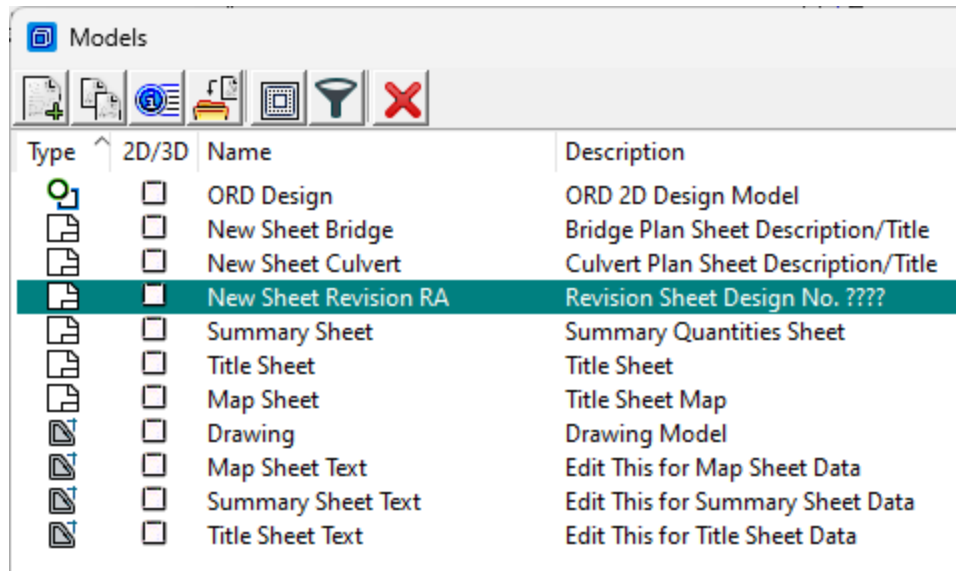 Models
Type 2D/3D Name Description
ORD Design ORD 2D Design Model
New Sheet Bridge Bridge Plan Sheet Description/Title
New Sheet Culvert Culvert Plan Sheet Description/Title
New Sheet Revision RA Revision Sheet Design No. ????
Summary Sheet Summary Quantities Sheet
Title Sheet Title Sheet
Map Sheet Title Sheet Map
Drawing Drawing Model
Map Sheet Text Edit This for Map Sheet Data
Summary Sheet Text Edit This for Summary Sheet Data
Title Sheet Text Edit This for Title Sheet Data